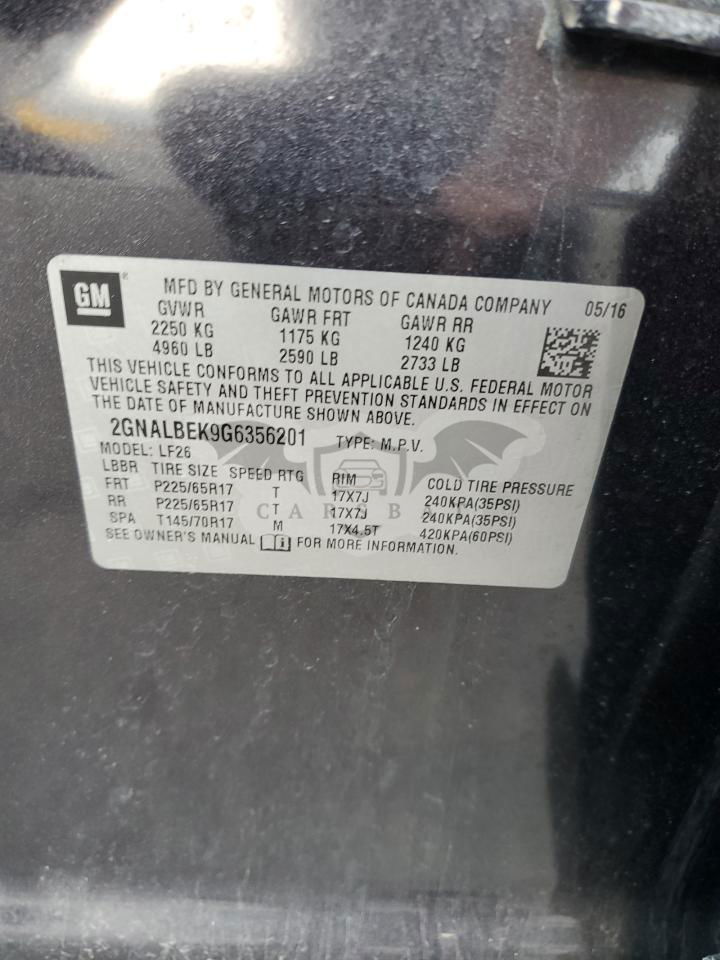 GM®
MFD BY GENERAL MOTORS OF CANADA COMPANY 05/16
GVWR GAWR FRT GAWR RR
2250 KG 1175 KG 1240 KG
4960 LB 2590 LB 2733 LB
THIS VEHICLE CONFORMS TO ALL APPLICABLE U.S. FEDERAL MOTOR
VEHICLE SAFETY AND THEFT PREVENTION STANDARDS IN EFFECT ON
THE DATE OF MANUFACTURE SHOWN ABOVE.
2GNALBEK9G6356201 TYPE: M.P.V.
MODEL: LF26
LBBR TIRE SIZE SPEED RTG RIM COLD TIRE PRESSURE
FRT P225/65R17 T 17X7J 240KPA(35PSI)
RR P225/65R17 T 17X7J 240KPA(35PSI)
SPA T145/70R17 M 17X4.5T 420KPA(60PSI)
SEE OWNER'S MANUAL FOR MORE INFORMATION.